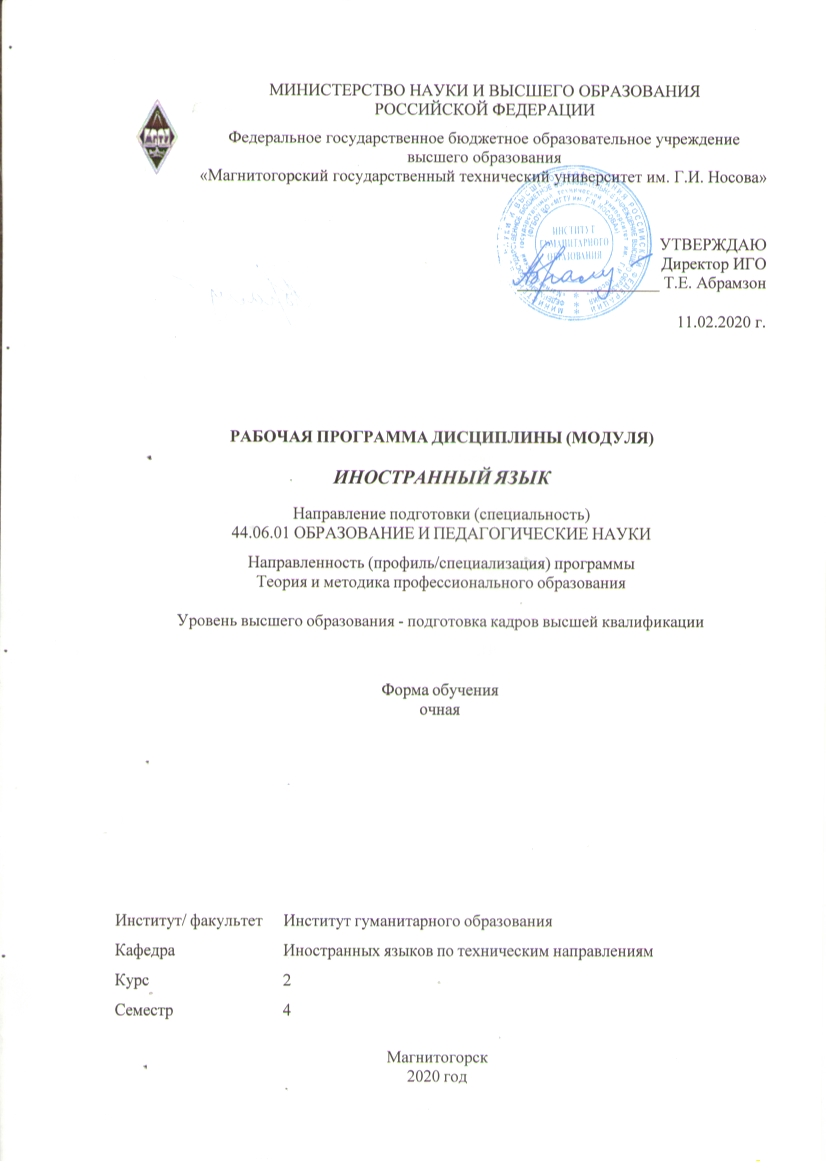 МИНИСТЕРСТВО НАУКИ И ВЫСШЕГО ОБРАЗОВАНИЯ
РОССИЙСКОЙ ФЕДЕРАЦИИ
Федеральное государственное бюджетное образовательное учреждение
высшего образования
«Магнитогорский государственный технический университет им. Г.И. Носова»
ИНСТИТУТ
ГУМАНИТАРНОГО
ОБРАЗОВАНИЯ
УТВЕРЖДАЮ
Директор ИГО
Т.Е. Абрамзон
11.02.2020 г.
РАБОЧАЯ ПРОГРАММА ДИСЦИПЛИНЫ (МОДУЛЯ)
ИНОСТРАННЫЙ ЯЗЫК
Направление подготовки (специальность)
44.06.01 ОБРАЗОВАНИЕ И ПЕДАГОГИЧЕСКИЕ НАУКИ
Направленность (профиль/специализация) программы
Теория и методика профессионального образования
Уровень высшего образования - подготовка кадров высшей квалификации
Форма обучения
очная
Институт/ факультет Институт гуманитарного образования
Кафедра Иностранных языков по техническим направлениям
Курс 2
Семестр 4
Магнитогорск
2020 год